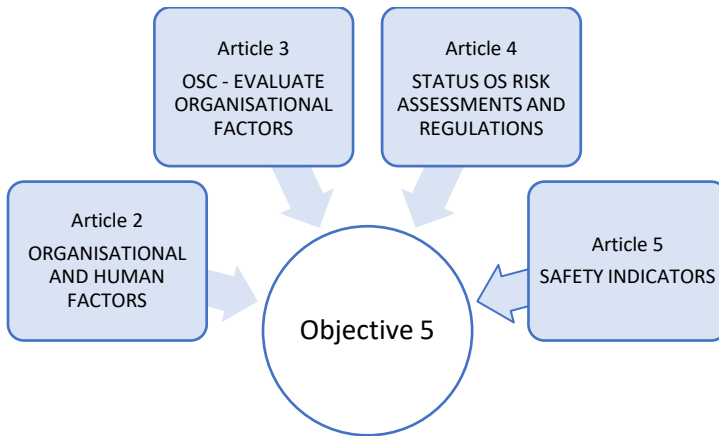 Article 3
OSC - EVALUATE
ORGANISATIONAL
FACTORS
Article 4
STATUS OS RISK
ASSESSMENTS AND
REGULATIONS
Article 2
ORGANISATIONAL
AND HUMAN
FACTORS
Article 5
SAFETY INDICATORS
Objective 5